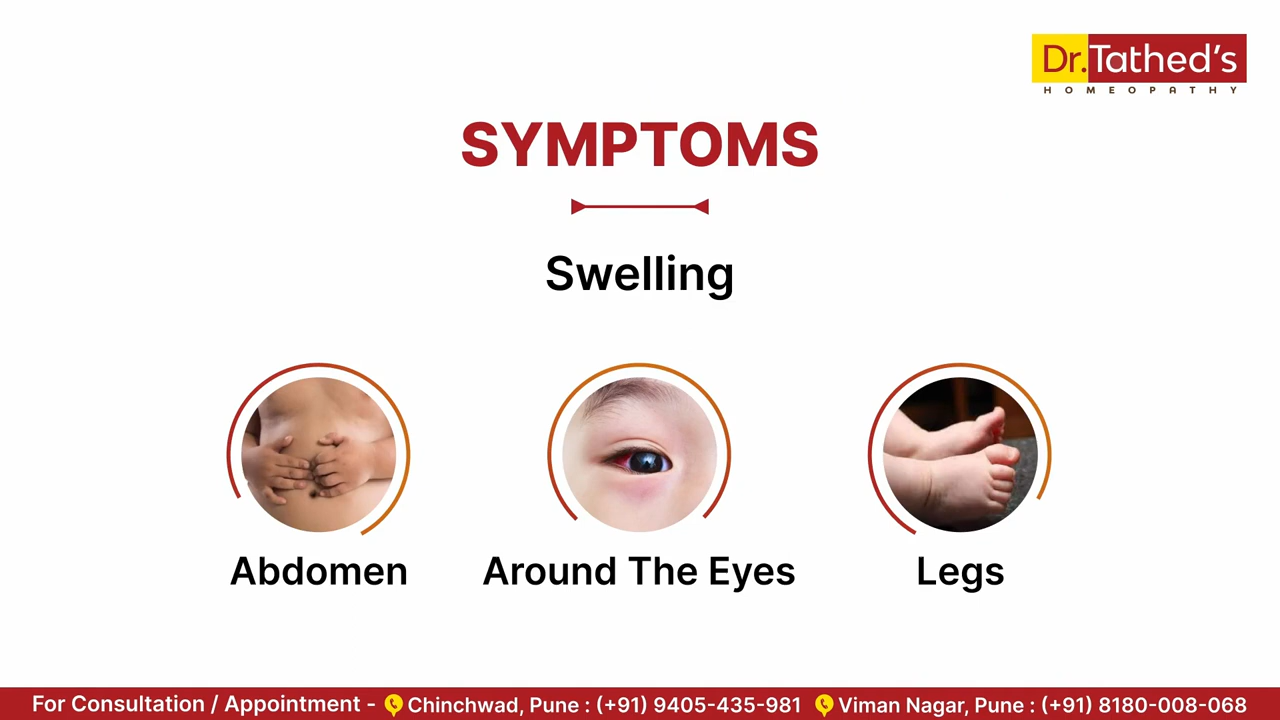 Dr.Tathed's
HOMEOPATHY
SYMPTOMS
Swelling
Abdomen
Around The Eyes
Legs
For Consultation / Appointment - Chinchwad, Pune : (+91) 9405-435-981 Viman Nagar, Pune : (+91) 8180-008-068